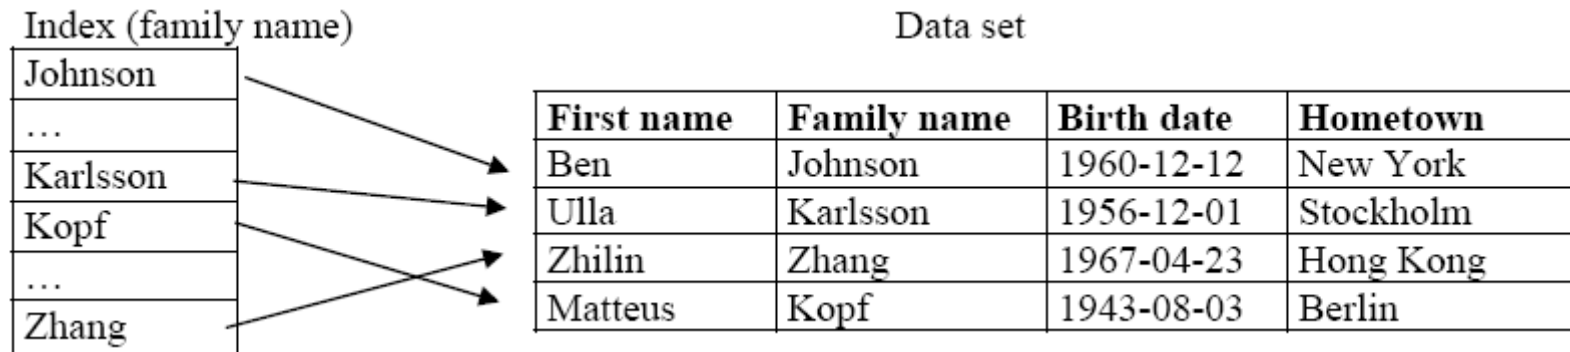 Index (family name)
Johnson
…
Karlsson
Kopf
…
Zhang
Data set
First name Family name Birth date Hometown
Ben Johnson 1960-12-12 New York
Ulla Karlsson 1956-12-01 Stockholm
Zhilin Zhang 1967-04-23 Hong Kong
Matteus Kopf 1943-08-03 Berlin